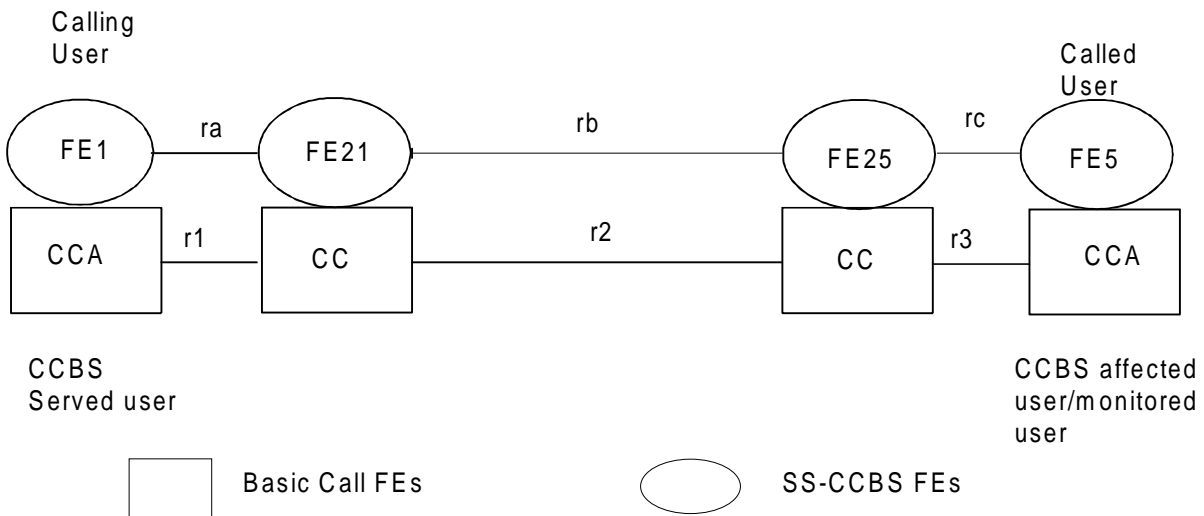 Calling
User
Called
User
FE1
ra
FE21
rb
FE25
rc
FE5
CCA
r1
CC
r2
CC
r3
CCA
CCBS
Served user
CCBS affected
user/monitored
user
Basic Call FEs
SS-CCBS FEs